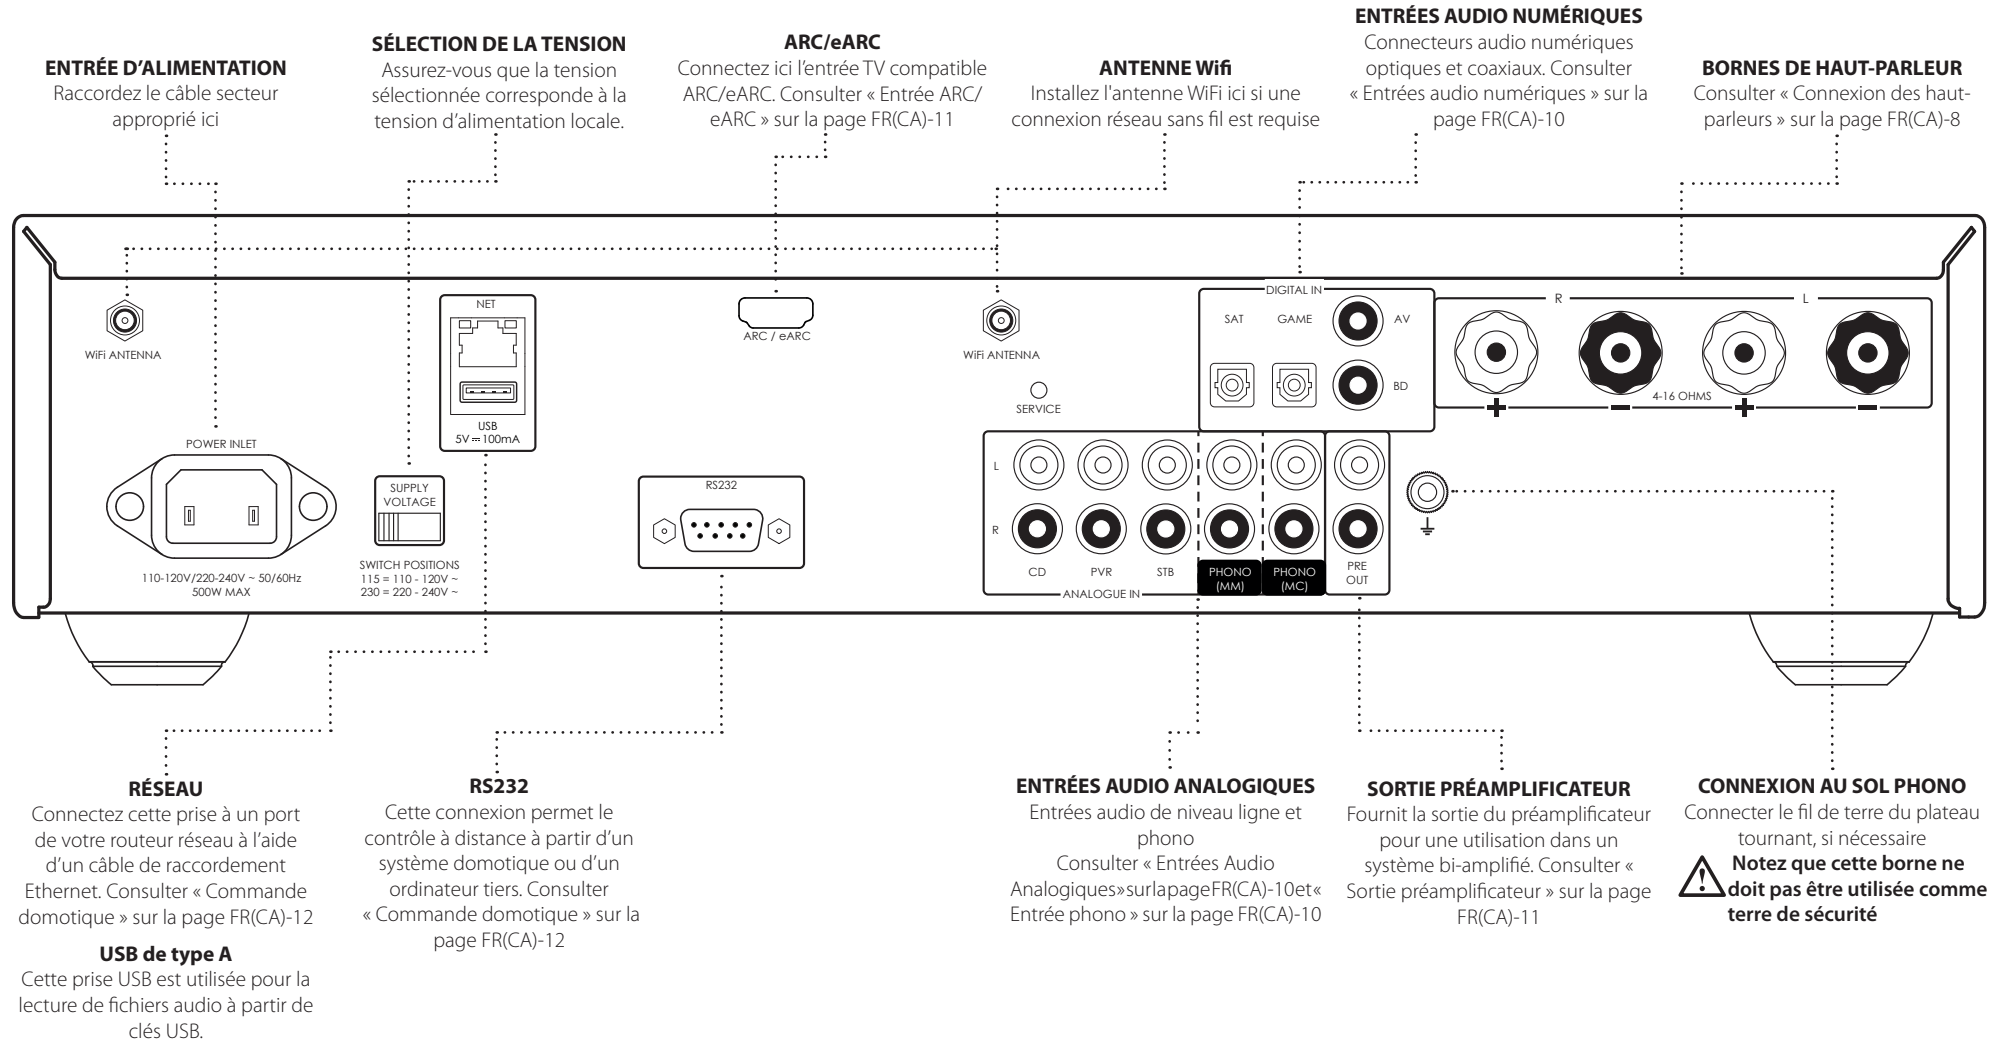 ENTRÉE D’ALIMENTATION
Raccordez le câble secteur
approprié ici
SÉLECTION DE LA TENSION
Assurez-vous que la tension
sélectionnée corresponde à la
tension d’alimentation locale.
ARC/eARC
Connectez ici l’entrée TV compatible
ARC/eARC. Consulter « Entrée ARC/
eARC » sur la page FR(CA)-11
ANTENNE Wifi
Installez l'antenne WiFi ici si une
connexion réseau sans fil est requise
ENTRÉES AUDIO NUMÉRIQUES
Connecteurs audio numériques
optiques et coaxiaux. Consulter
« Entrées audio numériques » sur la
page FR(CA)-10
BORNES DE HAUT-PARLEUR
Consulter « Connexion des haut-
parleurs » sur la page FR(CA)-8
WiFi ANTENNA
NET
USB
5V ⎓ 100mA
ARC / eARC
WiFi ANTENNA
SERVICE
DIGITAL IN
SAT
GAME
AV
BD
R
L
4-16 OHMS
+
−
+
−
POWER INLET
110-120V/220-240V ~ 50/60Hz
500W MAX
SUPPLY
VOLTAGE
SWITCH POSITIONS
115 = 110 - 120V ~
230 = 220 - 240V ~
RS232
L
R
CD
PVR
STB
PHONO
(MM)
PHONO
(MC)
PRE
OUT
ANALOGUE IN
RÉSEAU
Connectez cette prise à un port
de votre routeur réseau à l’aide
d’un câble de raccordement
Ethernet. Consulter « Commande
domotique » sur la page FR(CA)-12
USB de type A
Cette prise USB est utilisée pour la
lecture de fichiers audio à partir de
clés USB.
RS232
Cette connexion permet le
contrôle à distance à partir d’un
système domotique ou d’un
ordinateur tiers. Consulter
« Commande domotique » sur la
page FR(CA)-12
ENTRÉES AUDIO ANALOGIQUES
Entrées audio de niveau ligne et
phono
Consulter « Entrées Audio
Analogiques » sur la page FR(CA)-10 et «
Entrée phono » sur la page FR(CA)-10
SORTIE PRÉAMPLIFICATEUR
Fournit la sortie du préamplificateur
pour une utilisation dans un
système bi-amplifié. Consulter «
Sortie préamplificateur » sur la page
FR(CA)-11
CONNEXION AU SOL PHONO
Connecter le fil de terre du plateau
tournant, si nécessaire
Notez que cette borne ne
doit pas être utilisée comme
terre de sécurité